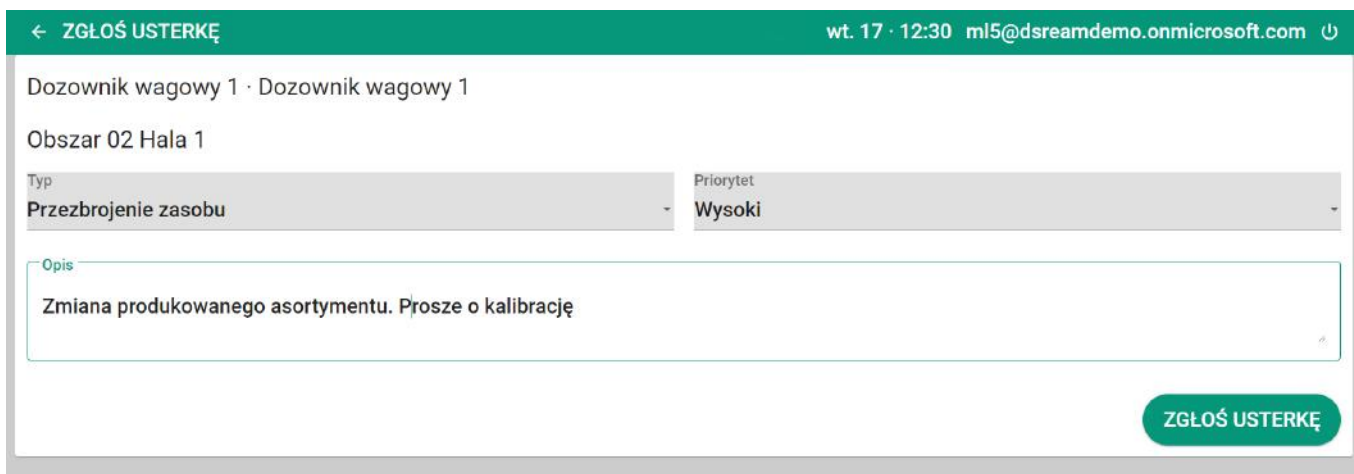 ← ZGŁOŚ USTERKĘ wt. 17 · 12:30 ml5@dsreamdemo.onmicrosoft.com
Dozownik wagowy 1 · Dozownik wagowy 1
Obszar 02 Hala 1
Typ Priorytet
Przezbrojenie zasobu Wysoki
Opis
Zmiana produkowanego asortymentu. Prosze o kalibrację
ZGŁOŚ USTERKĘ